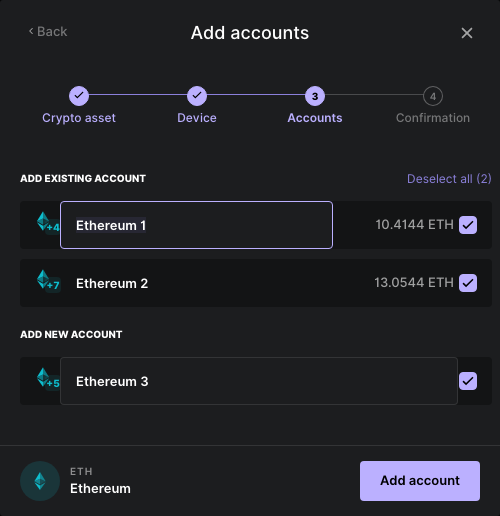 Back
Add accounts
3
4
Crypto asset
Device
Accounts
Confirmation
ADD EXISTING ACCOUNT
Deselect all (2)
+4
Ethereum 1
10.4144 ETH
+7
Ethereum 2
13.0544 ETH
ADD NEW ACCOUNT
+5
Ethereum 3
ETH
Ethereum
Add account